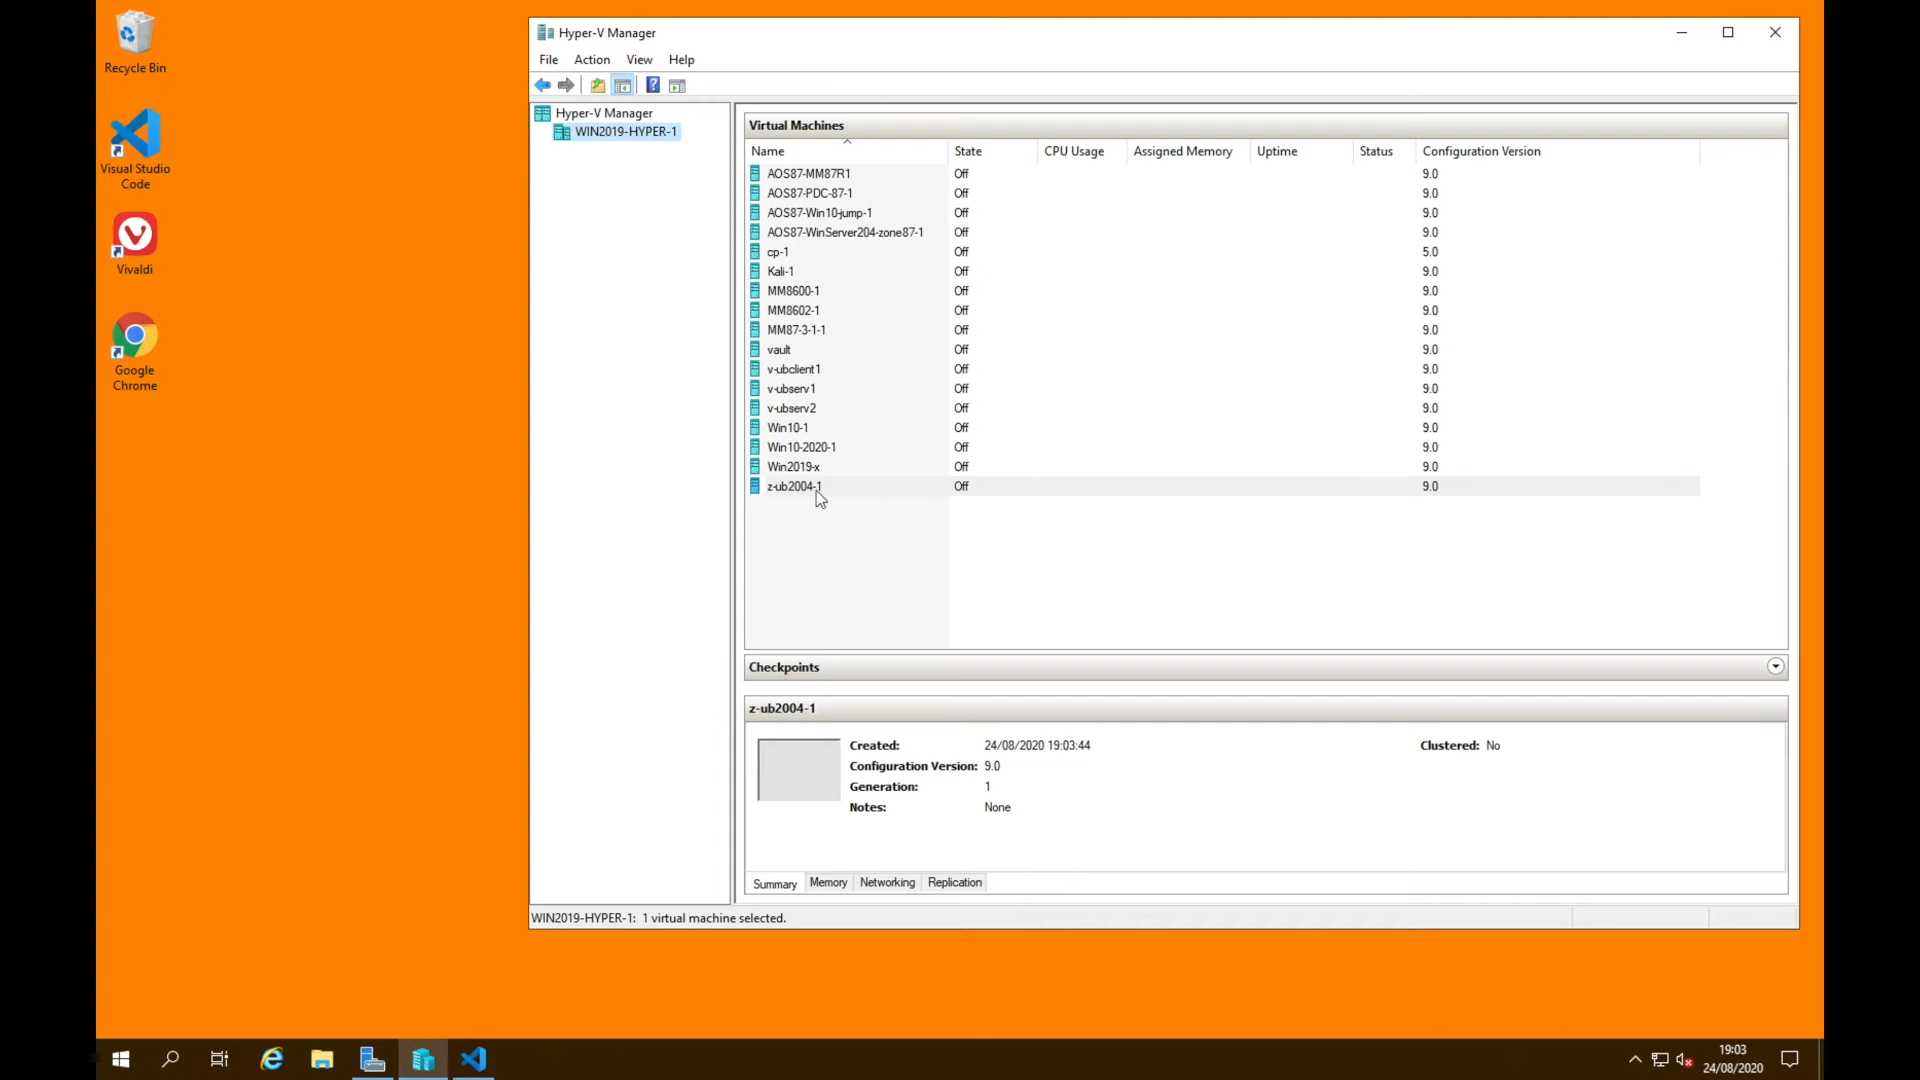 Recycle Bin
Visual Studio
Code
Vivaldi
Google
Chrome
Hyper-V Manager
File Action View Help
Hyper-V Manager
WIN2019-HYPER-1
Virtual Machines
Name State CPU Usage Assigned Memory Uptime Status Configuration Version
AOS87-MM87R1 Off 9.0
AOS87-PDC-87-1 Off 9.0
AOS87-Win10-jump-1 Off 9.0
AOS87-WinServer204-zone87-1 Off 9.0
cp-1 Off 5.0
Kali-1 Off 9.0
MM8600-1 Off 9.0
MM8602-1 Off 9.0
MM87-3-1-1 Off 9.0
vault Off 9.0
v-ubclient1 Off 9.0
v-ubserv1 Off 9.0
v-ubserv2 Off 9.0
Win10-1 Off 9.0
Win10-2020-1 Off 9.0
Win2019-x Off 9.0
z-ub2004-1 Off 9.0
Checkpoints
z-ub2004-1
Created: 24/08/2020 19:03:44 Clustered: No
Configuration Version: 9.0
Generation: 1
Notes: None
Summary Memory Networking Replication
WIN2019-HYPER-1: 1 virtual machine selected.
19:03
24/08/2020